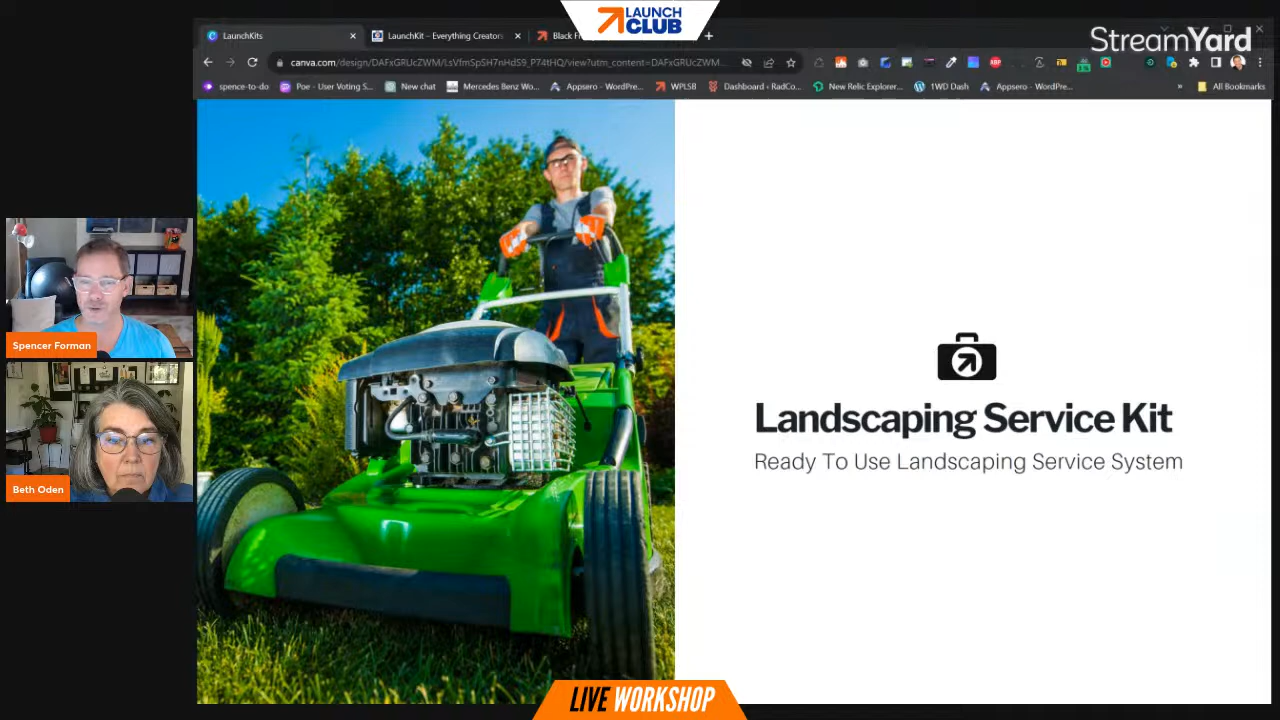 LAUNCH
CLUB
StreamYard
LaunchKits
LaunchKit – Everything Creators
Black Fr
canva.com/design/DAFxGRUcZWM/LsVfmSpSH7nHdS9_P74tHQ/view?utm_content=DAFxGRUcZWM...
spence-to-do
Poe - User Voting S...
New chat
Mercedes Benz Wo...
Appsero - WordPre...
WPLSB
Dashboard ‹ RadCo...
New Relic Explorer...
1WD Dash
Appsero - WordPre...
»
All Bookmarks
Spencer Forman
Beth Oden
Landscaping Service Kit
Ready To Use Landscaping Service System
LIVE WORKSHOP